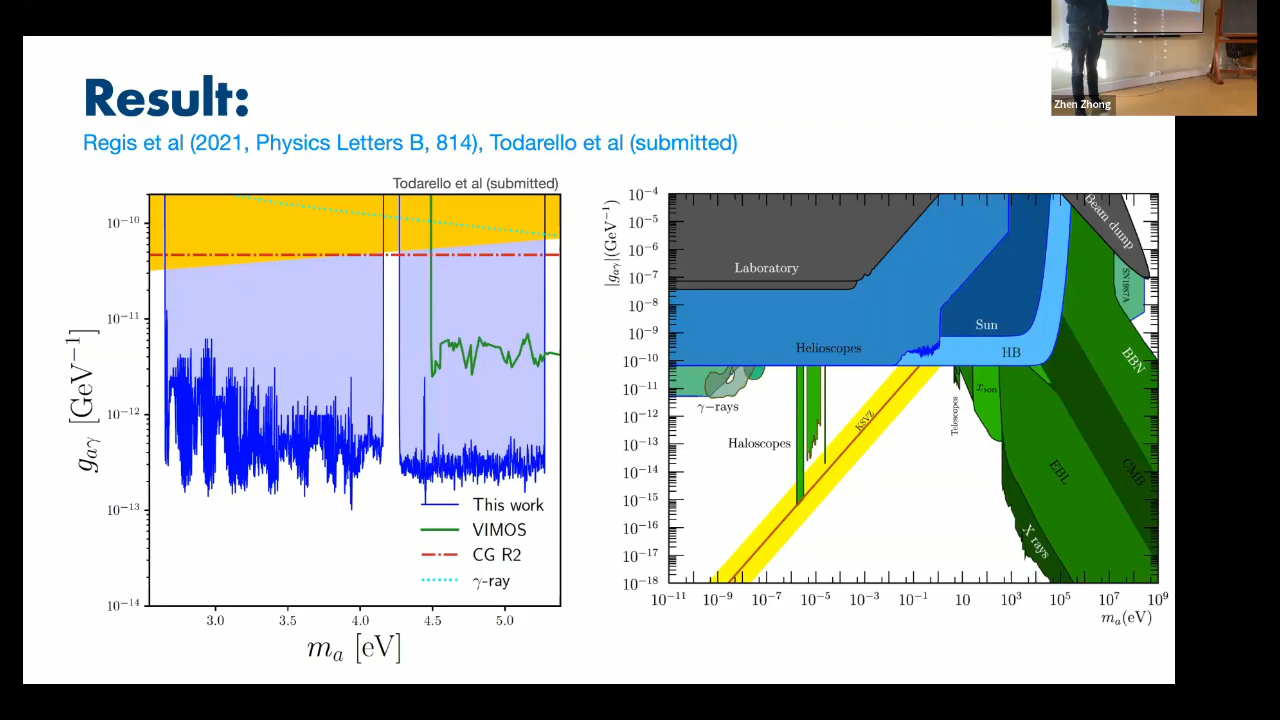 Zhen Zhong
Result:
Regis et al (2021, Physics Letters B, 814), Todarello et al (submitted)
Todarello et al (submitted)
10⁻¹⁰
10⁻¹¹
10⁻¹²
10⁻¹³
10⁻¹⁴
g_{aγ} [GeV⁻¹]
This work
VIMOS
CG R2
γ-ray
3.0 3.5 4.0 4.5 5.0
m_a [eV]
|g_{aγ}|(GeV⁻¹)
10⁻⁴
10⁻⁵
10⁻⁶
10⁻⁷
10⁻⁸
10⁻⁹
10⁻¹⁰
10⁻¹¹
10⁻¹²
10⁻¹³
10⁻¹⁴
10⁻¹⁵
10⁻¹⁶
10⁻¹⁷
10⁻¹⁸
Laboratory
Beam dump
SN1987A
Sun
Helioscopes
HB
BBN
γ−rays
x_{ion}
Telescopes
KSVZ
Haloscopes
EBL
CMB
X rays
10⁻¹¹ 10⁻⁹ 10⁻⁷ 10⁻⁵ 10⁻³ 10⁻¹ 10 10³ 10⁵ 10⁷ 10⁹
m_a(eV)